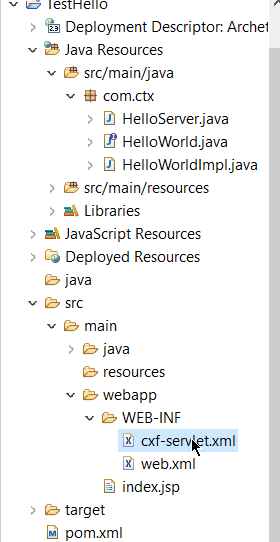 TestHello
Deployment Descriptor: Archet
Java Resources
src/main/java
com.ctx
HelloServer.java
HelloWorld.java
HelloWorldImpl.java
src/main/resources
Libraries
JavaScript Resources
Deployed Resources
java
src
main
java
resources
webapp
WEB-INF
cxf-servlet.xml
web.xml
index.jsp
target
pom.xml